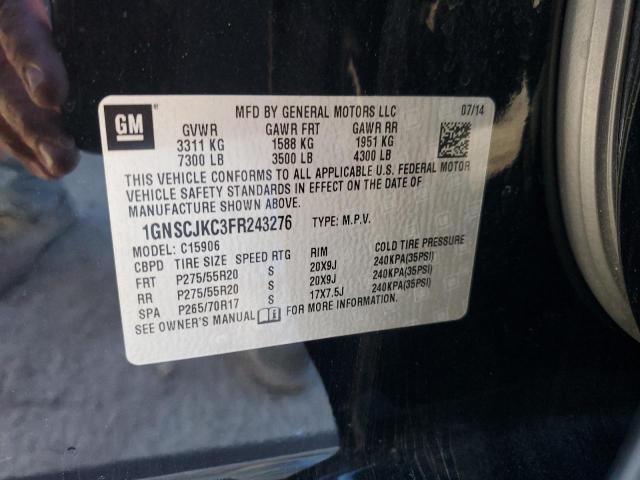 GM
MFD BY GENERAL MOTORS LLC 07/14
GVWR GAWR FRT GAWR RR
3311 KG 1588 KG 1951 KG
7300 LB 3500 LB 4300 LB
THIS VEHICLE CONFORMS TO ALL APPLICABLE U.S. FEDERAL MOTOR
VEHICLE SAFETY STANDARDS IN EFFECT ON THE DATE OF
MANUFACTURE SHOWN ABOVE.
1GNSCJKC3FR243276 TYPE: M.P.V.
MODEL: C15906
CBPD TIRE SIZE SPEED RTG RIM COLD TIRE PRESSURE
FRT P275/55R20 S 20X9J 240KPA(35PSI)
RR P275/55R20 S 20X9J 240KPA(35PSI)
SPA P265/70R17 S 17X7.5J 240KPA(35PSI)
SEE OWNER'S MANUAL FOR MORE INFORMATION.